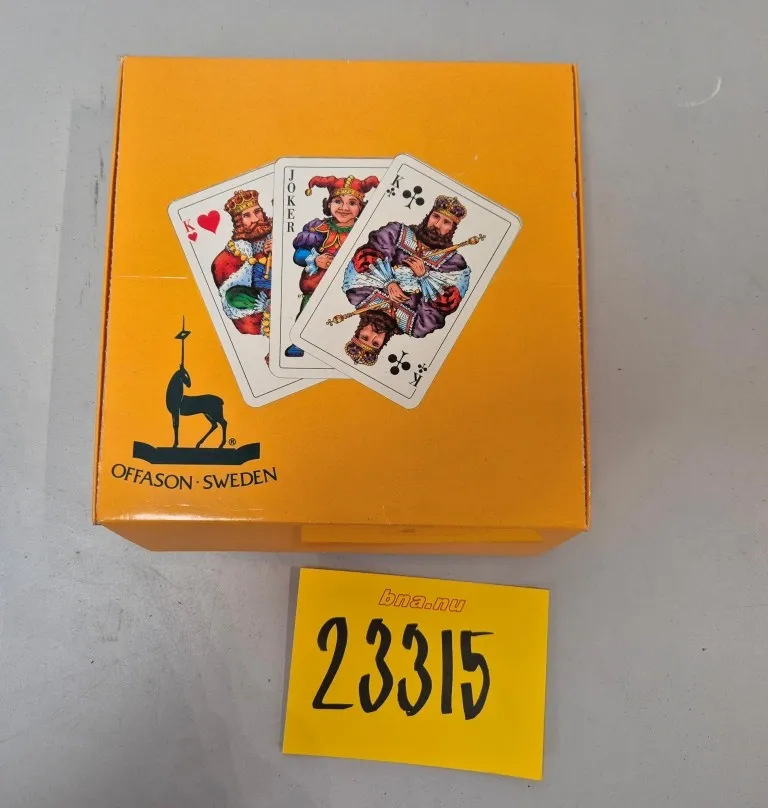 K
JOKER
K
K
®
OFFASON · SWEDEN
bna.nu
23315